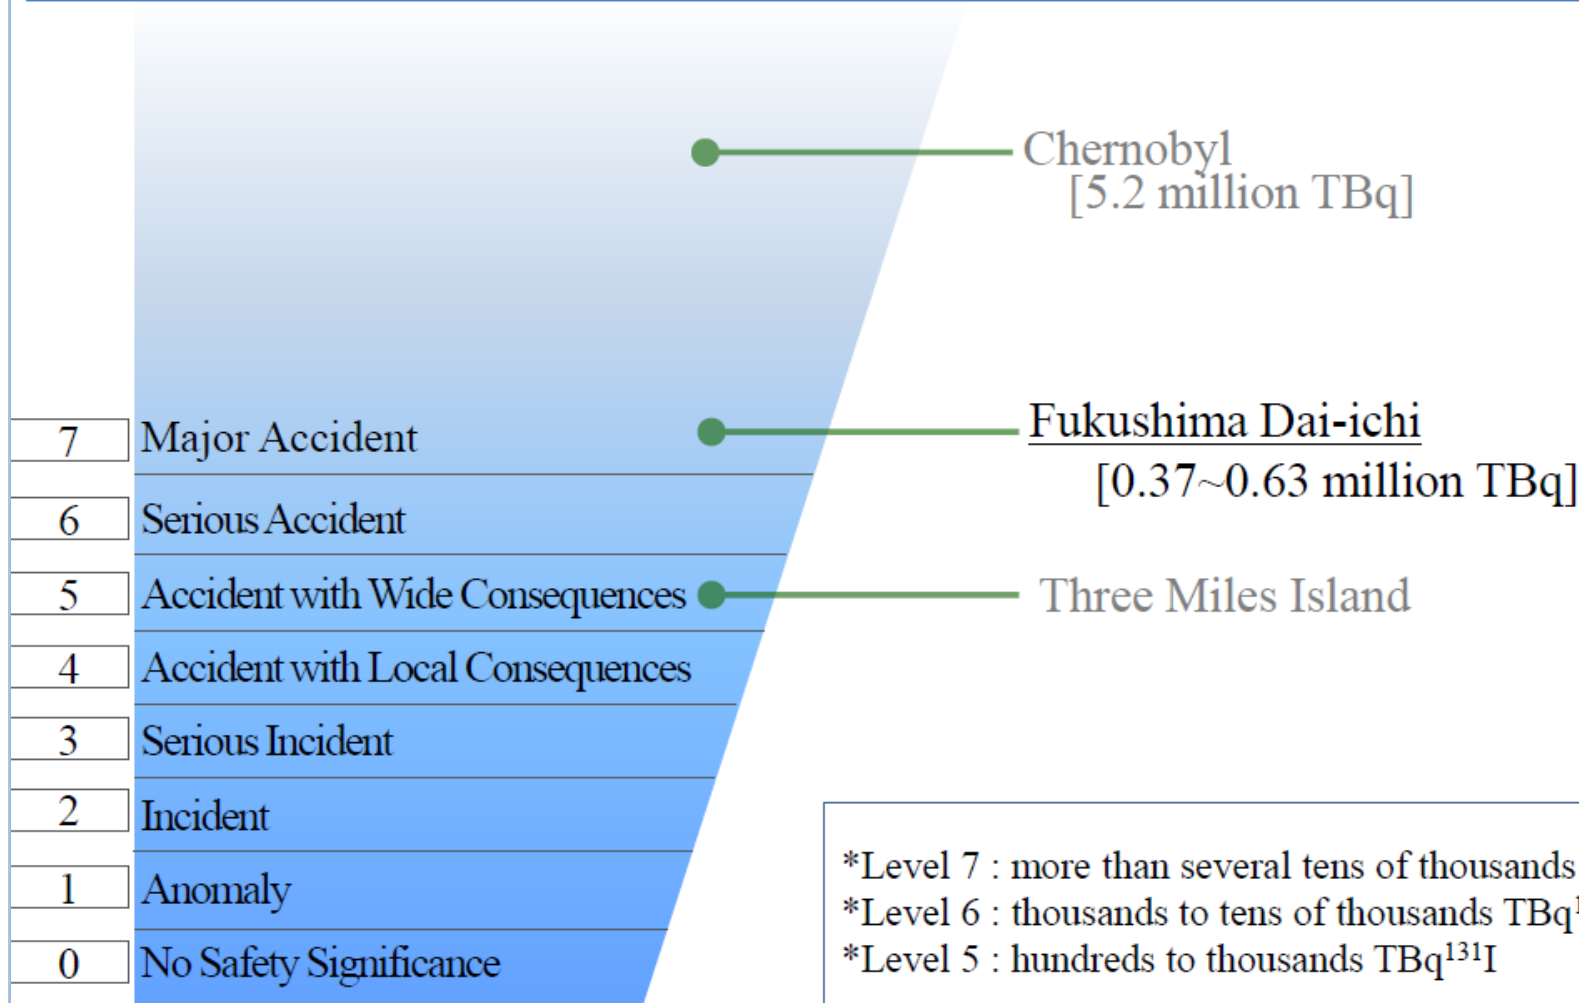 Chernobyl
[5.2 million TBq]
7 Major Accident
Fukushima Dai-ichi
[0.37~0.63 million TBq]
6 Serious Accident
5 Accident with Wide Consequences
Three Miles Island
4 Accident with Local Consequences
3 Serious Incident
2 Incident
1 Anomaly
0 No Safety Significance
*Level 7 : more than several tens of thousands
*Level 6 : thousands to tens of thousands TBq¹
*Level 5 : hundreds to thousands TBq¹³¹I